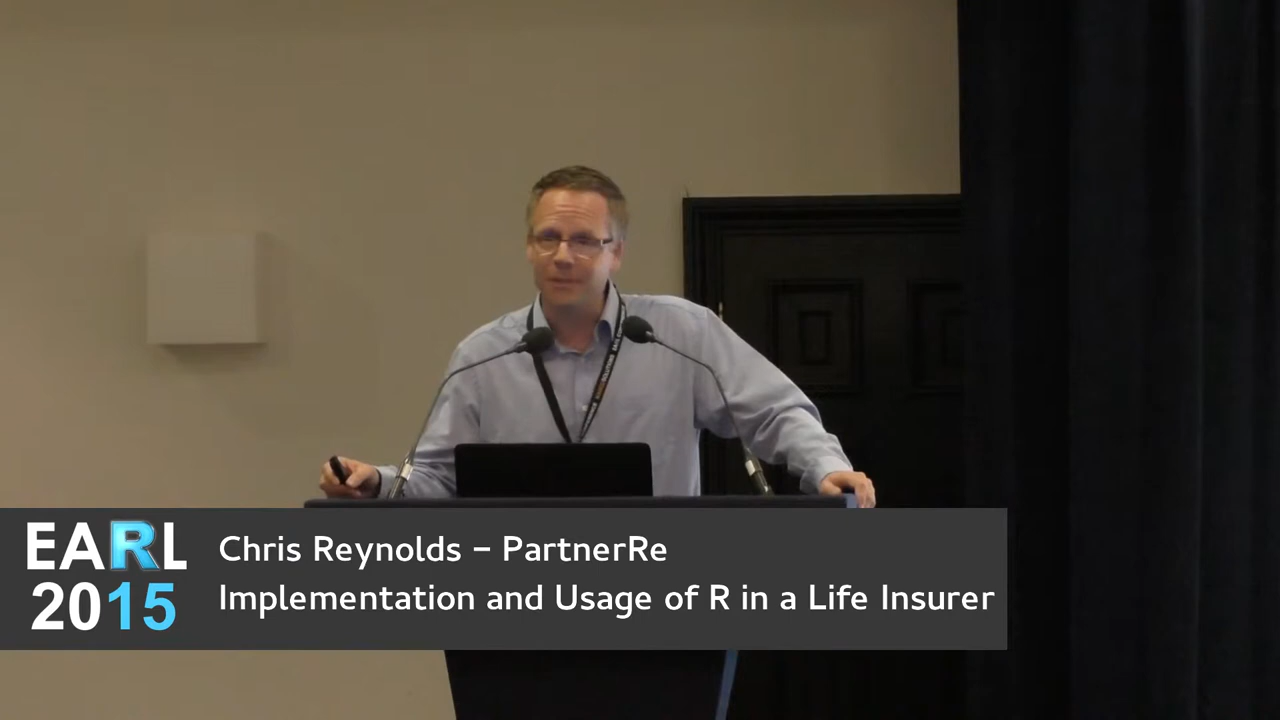 EARL
2015
Chris Reynolds – PartnerRe
Implementation and Usage of R in a Life Insurer